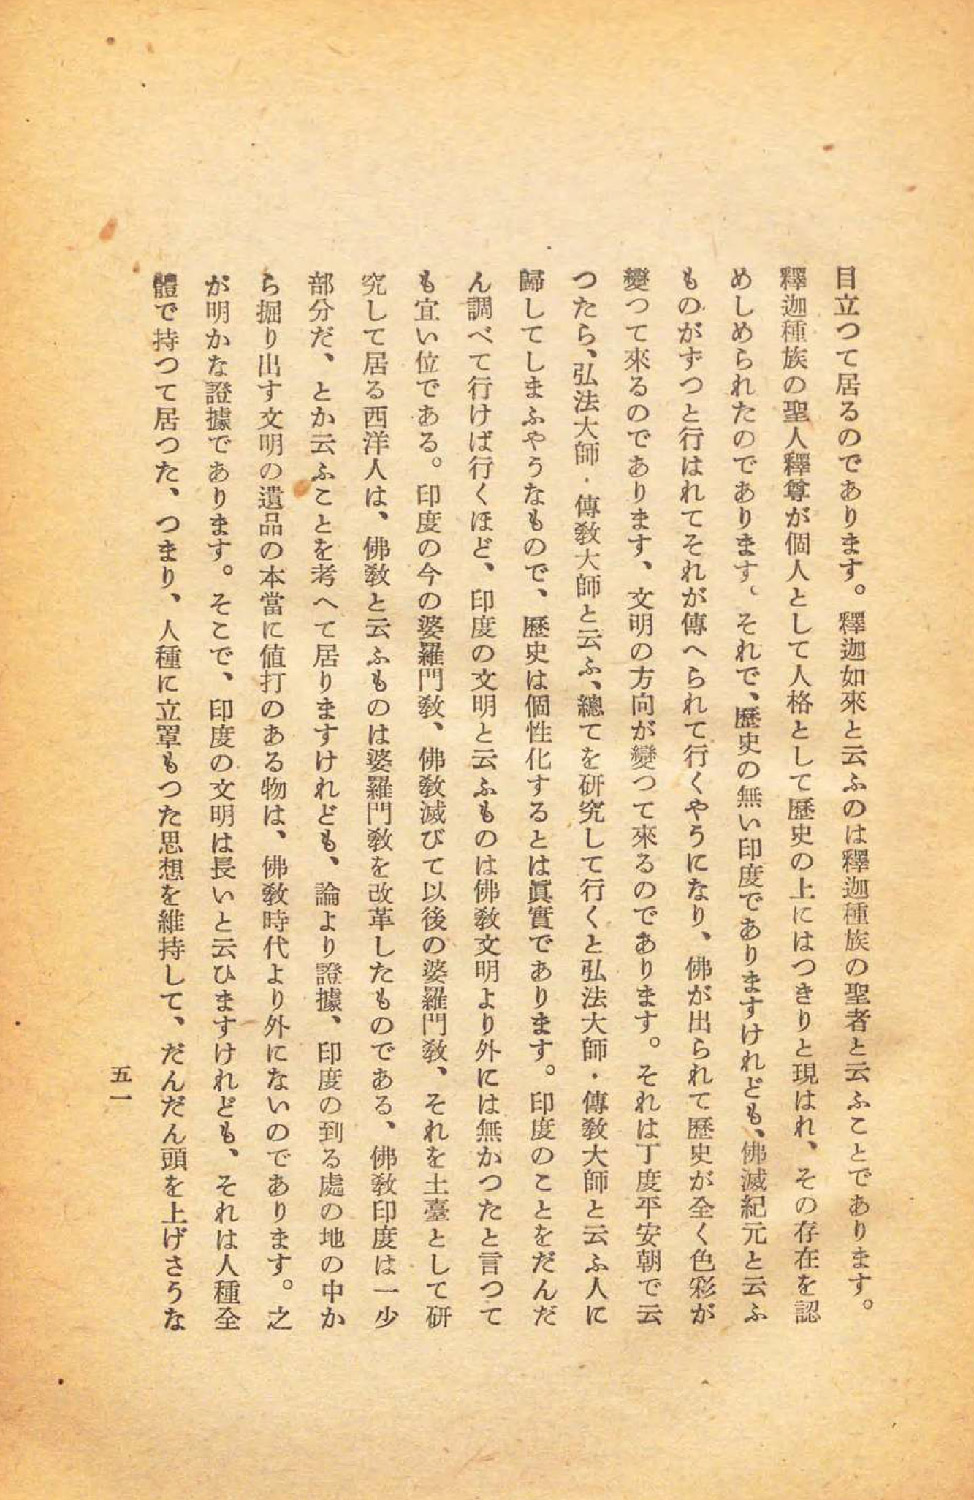 目立つて居るのであります。釋迦如來と云ふのは釋迦種族の聖者と云ふことであります。
釋迦種族の聖人釋尊が個人として人格として歷史の上にはつきりと現はれ、その存在を認
めしめられたのであります、それで、歷史の無い印度でありますけれども、佛滅紀元と云ふ
ものがずつと行はれてそれが傳へられて行くやうになり、佛が出られて歷史が全く色彩が
變つて來るのであります、文明の方向が變つて來るのであります。それは丁度平安朝で云
つたら、弘法大師・傳敎大師と云ふ、總てを硏究して行くと弘法大師・傳敎大師と云ふ人に
歸してしまふやうなもので、歷史は個性化するとは眞實であります。印度のことをだんだ
ん調べて行けば行くほど、印度の文明と云ふものは佛敎文明より外には無かつたと言つて
も宜い位である。印度の今の婆羅門敎、佛敎滅びて以後の婆羅門敎、それを土臺として硏
究して居る西洋人は、佛敎と云ふものは婆羅門敎を改革したものである、佛敎印度は一少
部分だ、とか云ふことを考へて居りますけれども、論より證據、印度の到る處の地の中か
ら掘り出す文明の遺品の本當に値打のある物は、佛敎時代より外にないのであります。之
が明かな證據であります。そこで、印度の文明は長いと云ひますけれども、それは人種全
體で持つて居つた、つまり、人種に立罩もつた思想を維持して、だんだん頭を上げさうな
五一